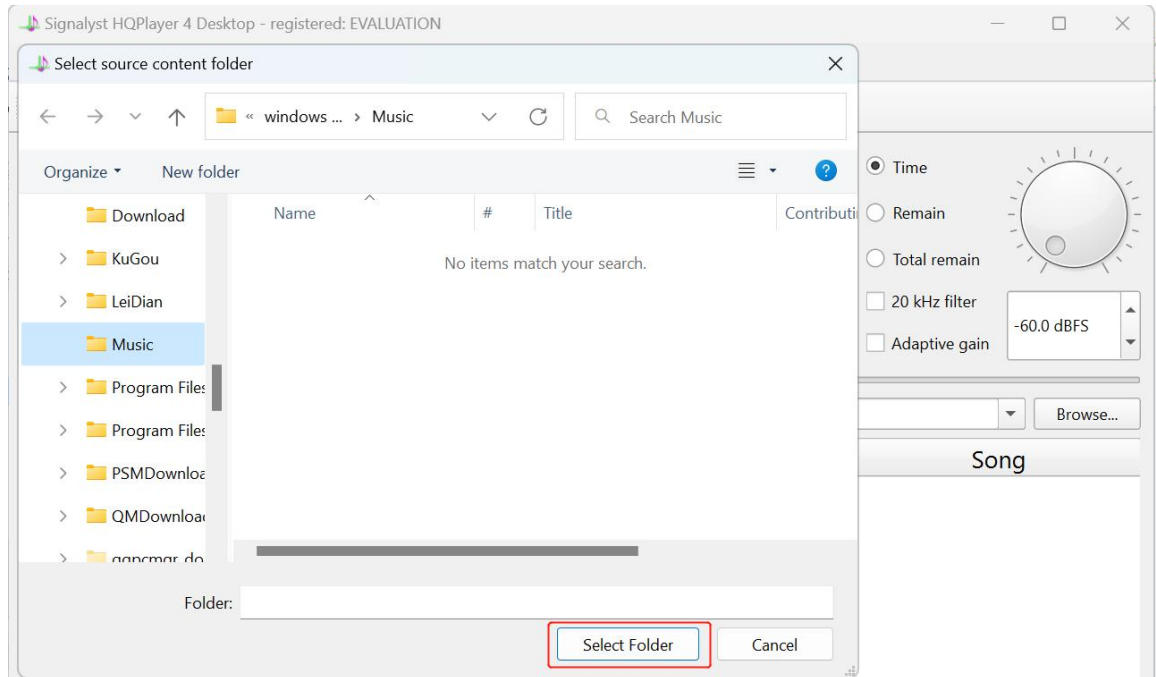 Signalyst HQPlayer 4 Desktop - registered: EVALUATION
Select source content folder
« windows ... › Music
Search Music
Organize
New folder
Name # Title Contributi
No items match your search.
Download
KuGou
LeiDian
Music
Program Files
Program Files
PSMDownloa
QMDownloa
Folder:
Select Folder
Cancel
Time
Remain
Total remain
20 kHz filter
Adaptive gain
-60.0 dBFS
Browse...
Song